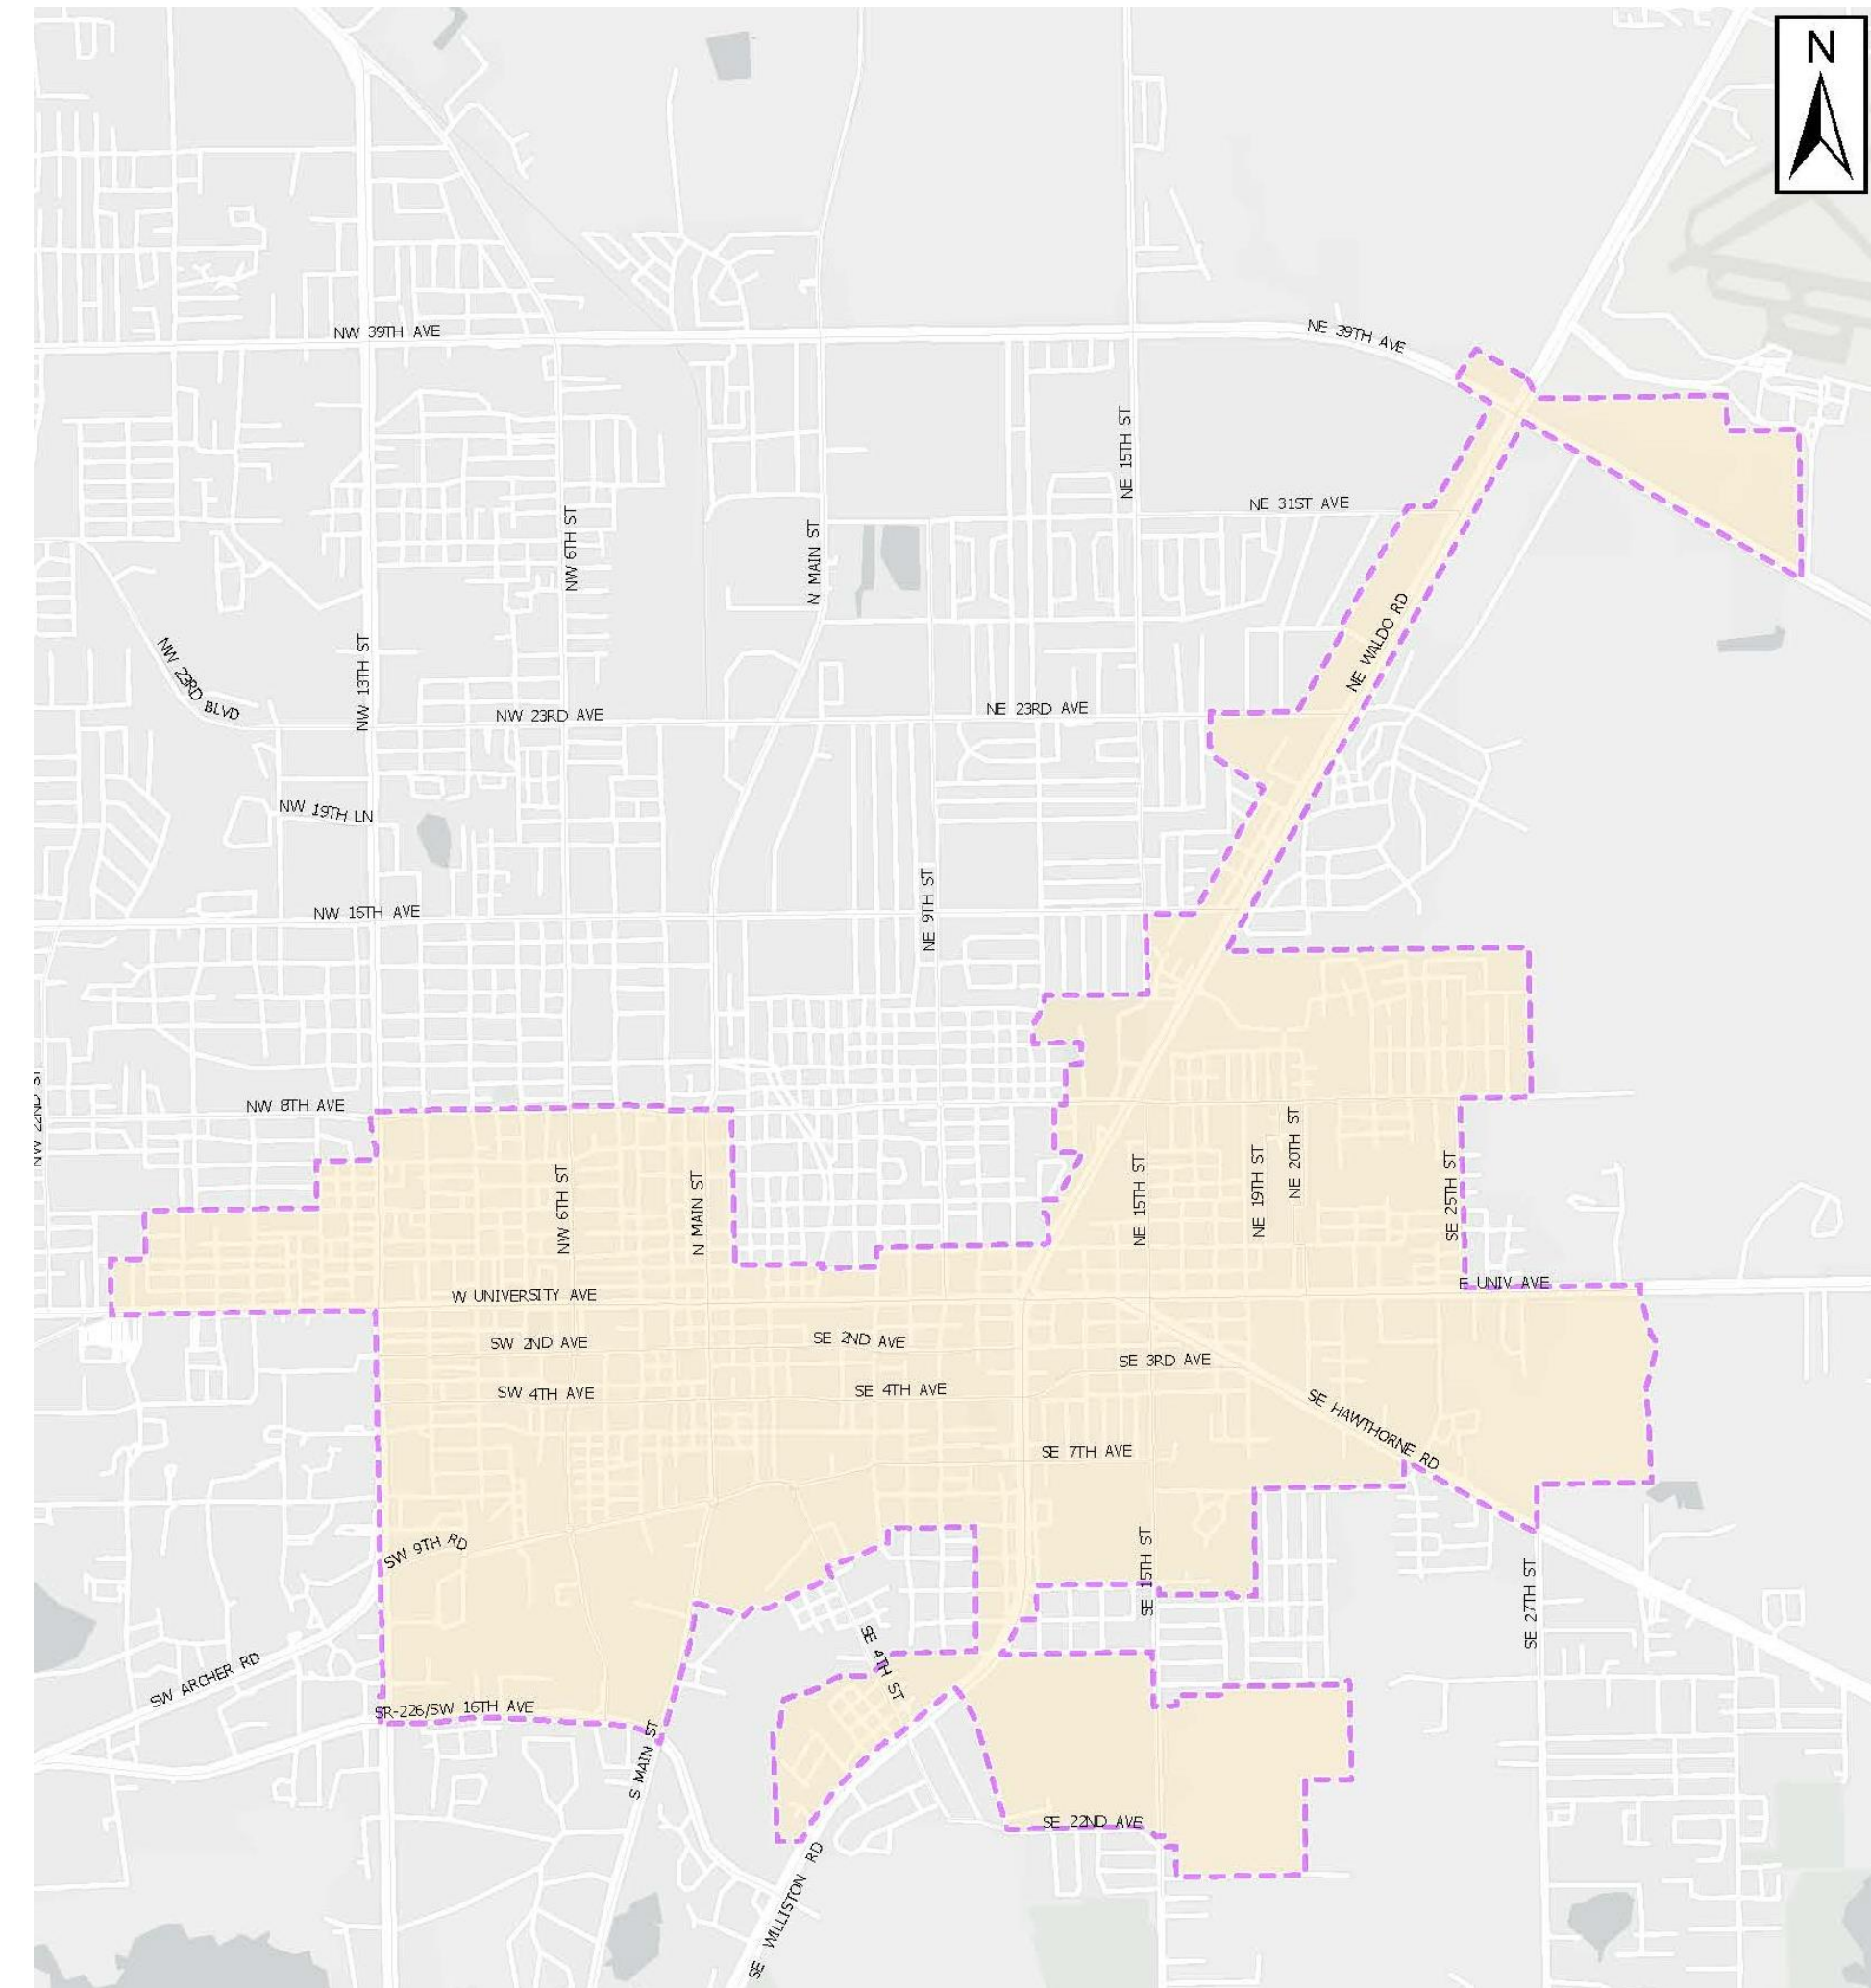 N
NW 39TH AVE
NE 39TH AVE
NE 15TH ST
NE 31ST AVE
NW 6TH ST
N MAIN ST
NE WALDO RD
NW 23RD BLVD
NW 13TH ST
NW 23RD AVE
NE 23RD AVE
NW 19TH LN
NW 16TH AVE
NE 9TH ST
NW 22ND ST
NW 8TH AVE
NW 6TH ST
N MAIN ST
NE 15TH ST
NE 19TH ST
NE 20TH ST
SE 25TH ST
E UNIV AVE
W UNIVERSITY AVE
SW 2ND AVE
SE 2ND AVE
SE 3RD AVE
SW 4TH AVE
SE 4TH AVE
SE HAWTHORNE RD
SE 7TH AVE
SW 9TH RD
SE 15TH ST
SE 27TH ST
SE 4TH ST
SW ARCHER RD
SR-226/SW 16TH AVE
S MAIN ST
SE 22ND AVE
SE WILLISTON RD